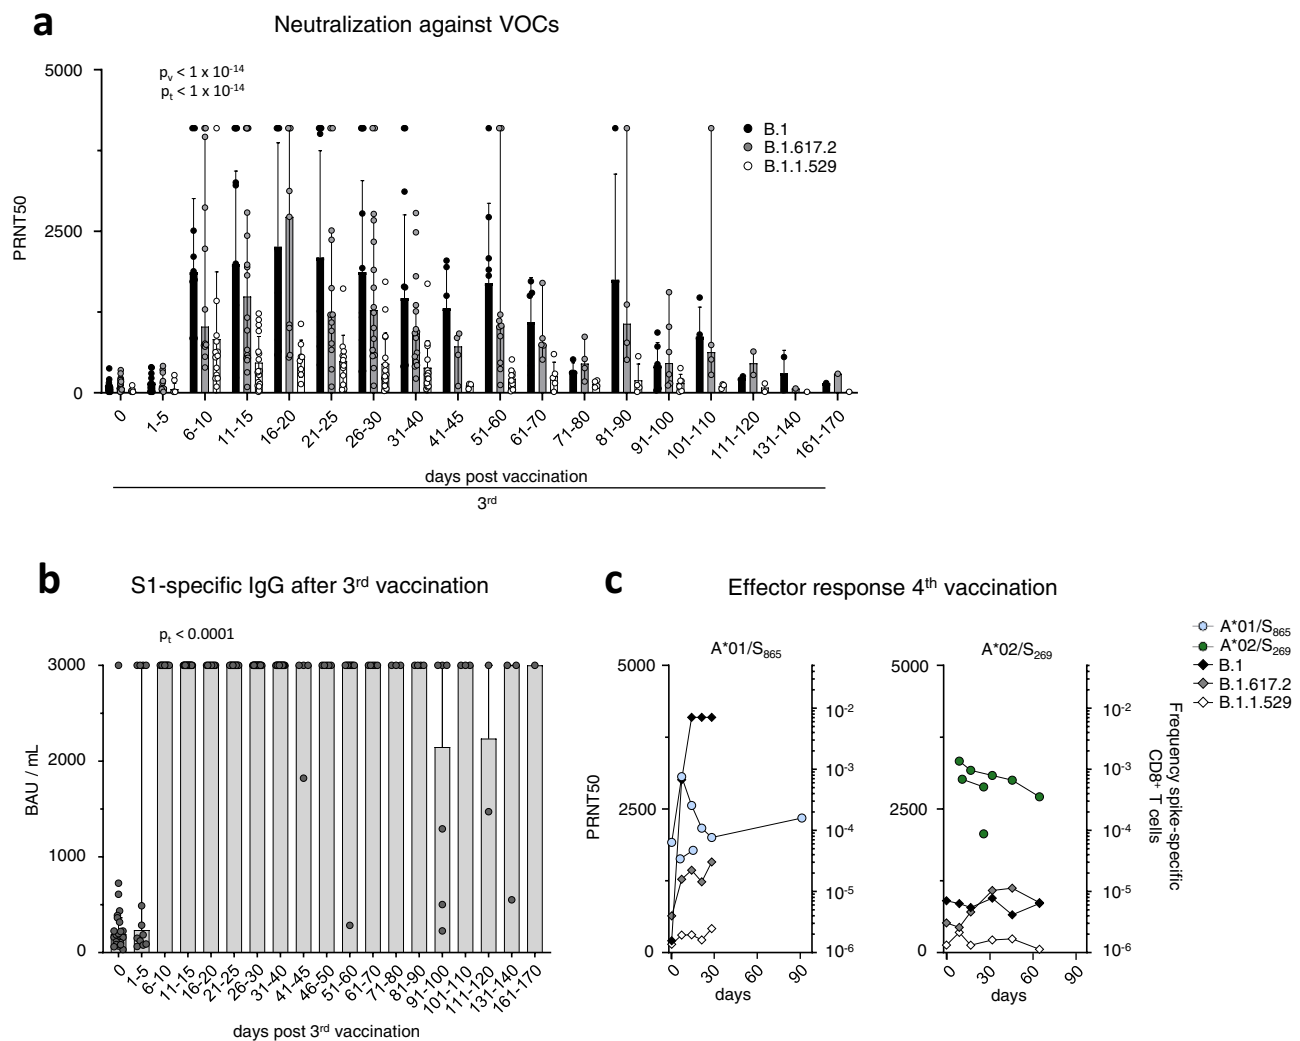 a
Neutralization against VOCs
5000
2500
0
PRNT50
p_v < 1 x 10^-14
p_t < 1 x 10^-14
B.1
B.1.617.2
B.1.1.529
0
1-5
6-10
11-15
16-20
21-25
26-30
31-40
41-45
51-60
61-70
71-80
81-90
91-100
101-110
111-120
131-140
161-170
days post vaccination
3rd
b
S1-specific IgG after 3rd vaccination
p_t < 0.0001
3000
2000
1000
0
BAU / mL
0
1-5
6-10
11-15
16-20
21-25
26-30
31-40
41-45
46-50
51-60
61-70
71-80
81-90
91-100
101-110
111-120
131-140
161-170
days post 3rd vaccination
c
Effector response 4th vaccination
A*01/S865
5000
2500
0
PRNT50
10^-2
10^-3
10^-4
10^-5
10^-6
0
30
60
90
days
A*02/S269
5000
2500
0
10^-2
10^-3
10^-4
10^-5
10^-6
0
30
60
90
days
Frequency spike-specific
CD8+ T cells
A*01/S865
A*02/S269
B.1
B.1.617.2
B.1.1.529